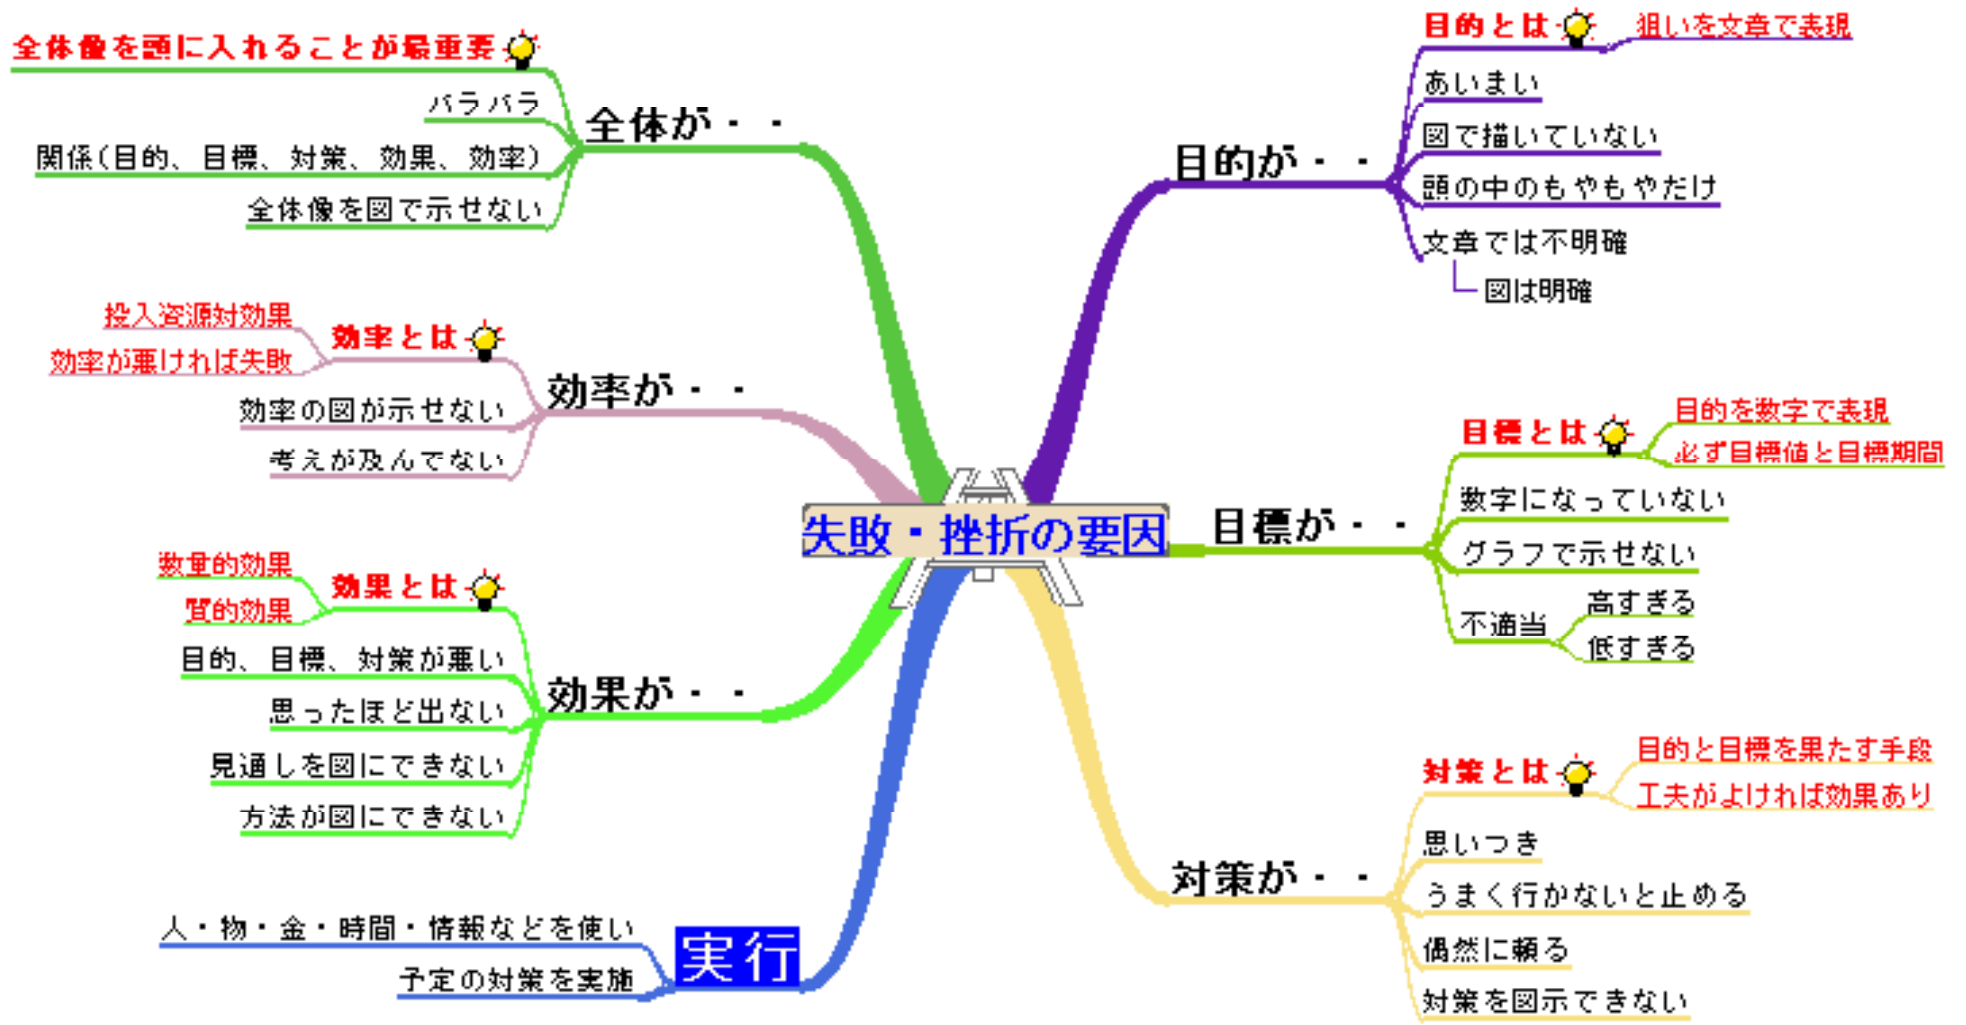 失敗・挫折の要因
目的が・・
目的とは
狙いを文章で表現
あいまい
図で描いていない
頭の中のもやもやだけ
文章では不明確
図は明確
目標が・・
目標とは
目的を数字で表現
必ず目標値と目標期間
数字になっていない
グラフで示せない
不適当
高すぎる
低すぎる
対策が・・
対策とは
目的と目標を果たす手段
工夫がよければ効果あり
思いつき
うまく行かないと止める
偶然に頼る
対策を図示できない
全体が・・
全体像を頭に入れることが最重要
バラバラ
関係(目的、目標、対策、効果、効率)
全体像を図で示せない
効率が・・
効率とは
投入資源対効果
効率が悪ければ失敗
効率の図が示せない
考えが及んでない
効果が・・
効果とは
数量的効果
質的効果
目的、目標、対策が悪い
思ったほど出ない
見通しを図にできない
方法が図にできない
実行
人・物・金・時間・情報などを使い
予定の対策を実施